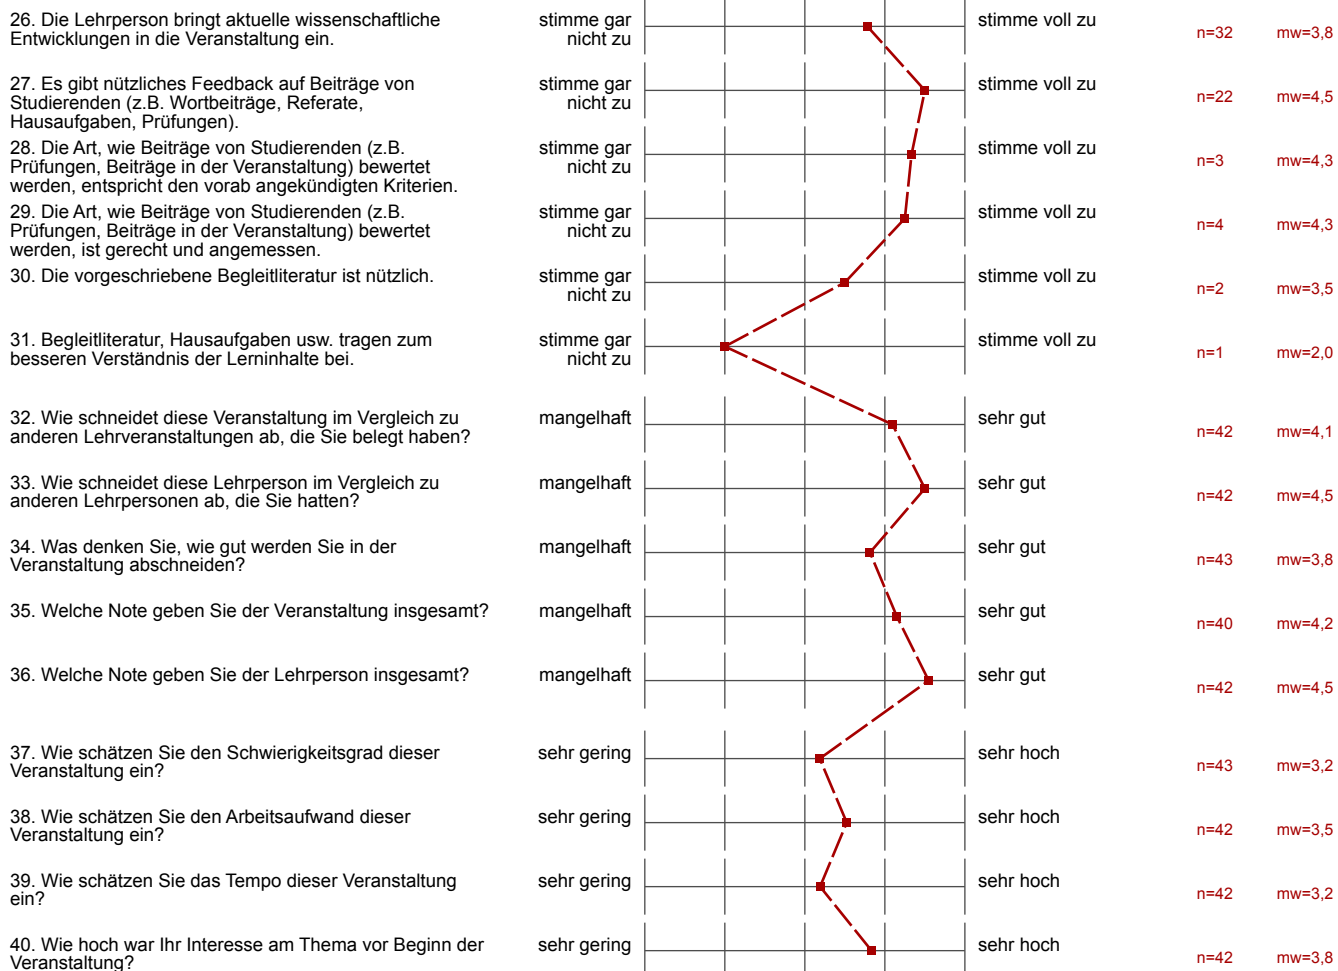 26. Die Lehrperson bringt aktuelle wissenschaftliche
Entwicklungen in die Veranstaltung ein.
stimme gar
nicht zu
stimme voll zu
n=32
mw=3,8
27. Es gibt nützliches Feedback auf Beiträge von
Studierenden (z.B. Wortbeiträge, Referate,
Hausaufgaben, Prüfungen).
stimme gar
nicht zu
stimme voll zu
n=22
mw=4,5
28. Die Art, wie Beiträge von Studierenden (z.B.
Prüfungen, Beiträge in der Veranstaltung) bewertet
werden, entspricht den vorab angekündigten Kriterien.
stimme gar
nicht zu
stimme voll zu
n=3
mw=4,3
29. Die Art, wie Beiträge von Studierenden (z.B.
Prüfungen, Beiträge in der Veranstaltung) bewertet
werden, ist gerecht und angemessen.
stimme gar
nicht zu
stimme voll zu
n=4
mw=4,3
30. Die vorgeschriebene Begleitliteratur ist nützlich.
stimme gar
nicht zu
stimme voll zu
n=2
mw=3,5
31. Begleitliteratur, Hausaufgaben usw. tragen zum
besseren Verständnis der Lerninhalte bei.
stimme gar
nicht zu
stimme voll zu
n=1
mw=2,0
32. Wie schneidet diese Veranstaltung im Vergleich zu
anderen Lehrveranstaltungen ab, die Sie belegt haben?
mangelhaft
sehr gut
n=42
mw=4,1
33. Wie schneidet diese Lehrperson im Vergleich zu
anderen Lehrpersonen ab, die Sie hatten?
mangelhaft
sehr gut
n=42
mw=4,5
34. Was denken Sie, wie gut werden Sie in der
Veranstaltung abschneiden?
mangelhaft
sehr gut
n=43
mw=3,8
35. Welche Note geben Sie der Veranstaltung insgesamt?
mangelhaft
sehr gut
n=40
mw=4,2
36. Welche Note geben Sie der Lehrperson insgesamt?
mangelhaft
sehr gut
n=42
mw=4,5
37. Wie schätzen Sie den Schwierigkeitsgrad dieser
Veranstaltung ein?
sehr gering
sehr hoch
n=43
mw=3,2
38. Wie schätzen Sie den Arbeitsaufwand dieser
Veranstaltung ein?
sehr gering
sehr hoch
n=42
mw=3,5
39. Wie schätzen Sie das Tempo dieser Veranstaltung
ein?
sehr gering
sehr hoch
n=42
mw=3,2
40. Wie hoch war Ihr Interesse am Thema vor Beginn der
Veranstaltung?
sehr gering
sehr hoch
n=42
mw=3,8